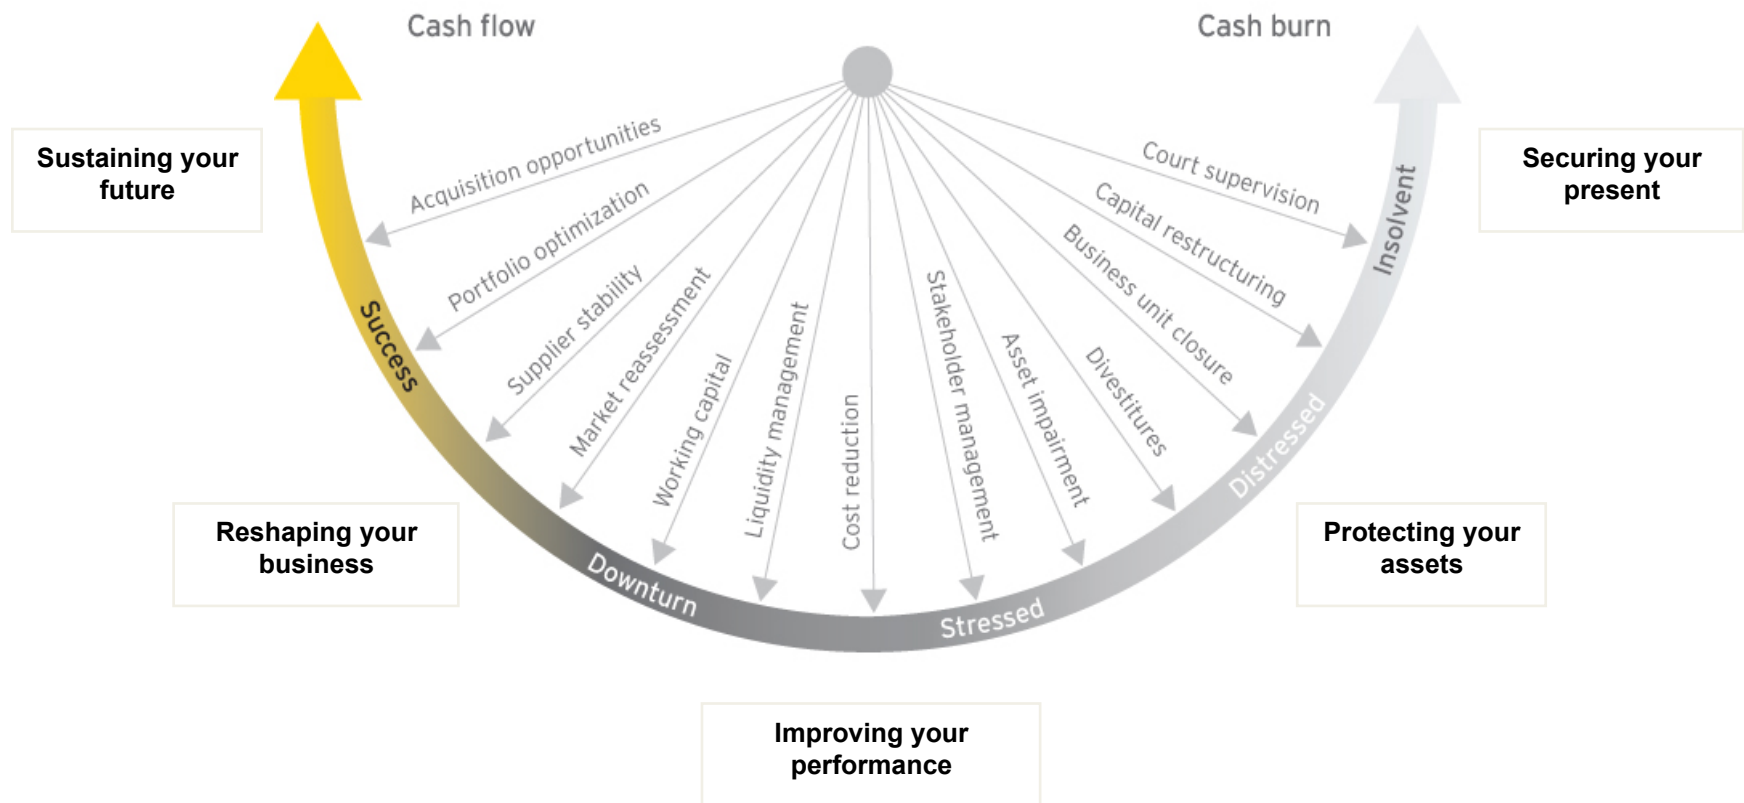 Cash flow
Cash burn
Sustaining your
future
Securing your
present
Acquisition opportunities
Portfolio optimization
Supplier stability
Market reassessment
Working capital
Liquidity management
Cost reduction
Stakeholder management
Asset impairment
Divestitures
Business unit closure
Capital restructuring
Court supervision
Success
Downturn
Stressed
Distressed
Insolvent
Reshaping your
business
Protecting your
assets
Improving your
performance